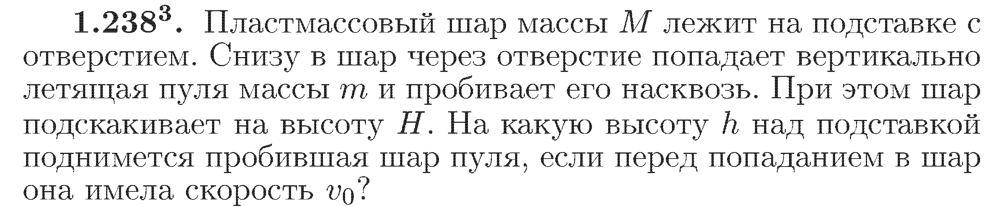 1.238³. Пластмассовый шар массы M лежит на подставке с
отверстием. Снизу в шар через отверстие попадает вертикально
летящая пуля массы m и пробивает его насквозь. При этом шар
подскакивает на высоту H. На какую высоту h над подставкой
поднимется пробившая шар пуля, если перед попаданием в шар
она имела скорость v₀?